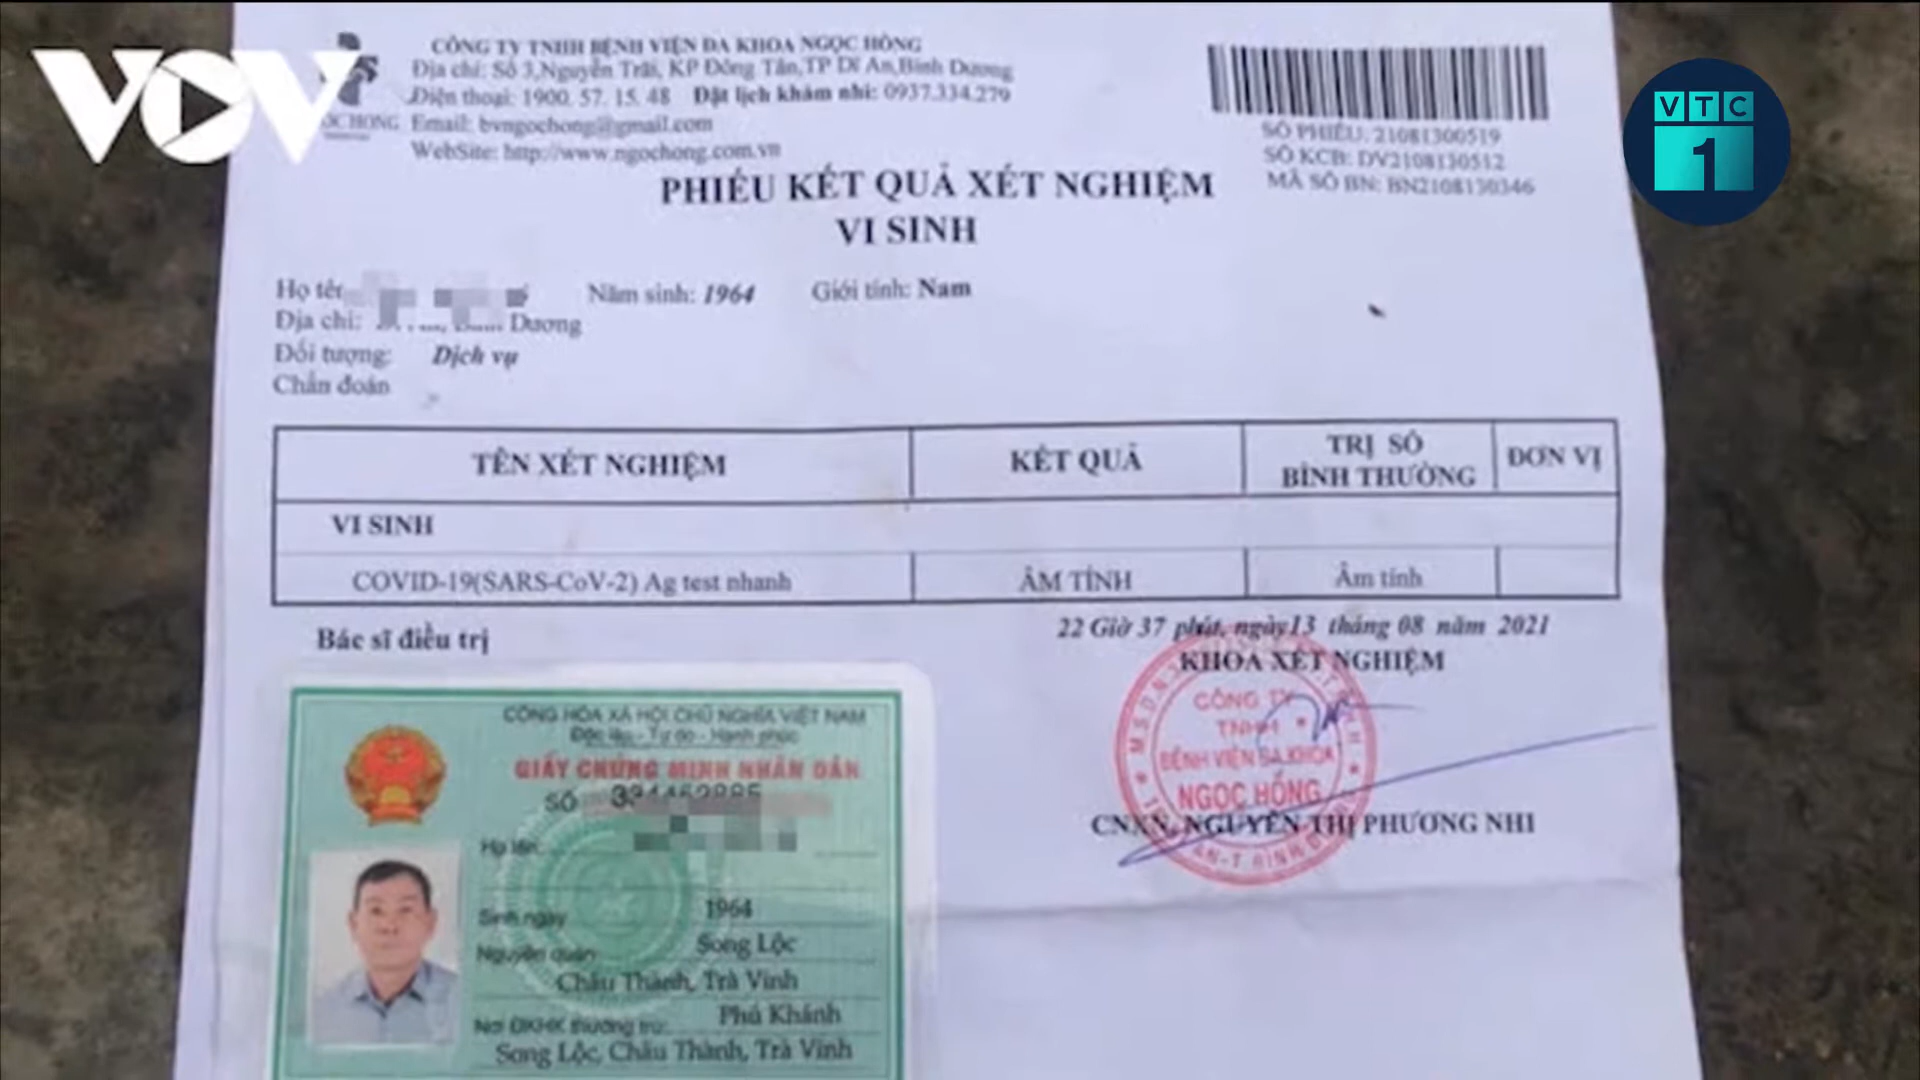 VOV
VTC
1
CÔNG TY TNHH BỆNH VIỆN ĐA KHOA NGỌC HỒNG
Địa chỉ: Số 3,Nguyễn Trãi, KP Đông Tân,TP Dĩ An,Bình Dương
Điện thoại: 1900. 57. 15. 48 Đặt lịch khám nhi: 0937.334.279
Email: bvngochong@gmail.com
WebSite: http://www.ngochong.com.vn
SỐ PHIẾU: 21081300519
SỐ KCB: DV2108130512
MÃ SỐ BN: BN2108130346
PHIẾU KẾT QUẢ XÉT NGHIỆM
VI SINH
Họ tên Năm sinh: 1964 Giới tính: Nam
Địa chỉ: Dương
Đối tượng: Dịch vụ
Chẩn đoán
TÊN XÉT NGHIỆM KẾT QUẢ TRỊ SỐ BÌNH THƯỜNG ĐƠN VỊ
VI SINH
COVID-19(SARS-CoV-2) Ag test nhanh ÂM TÍNH Âm tính
22 Giờ 37 phút, ngày13 tháng 08 năm 2021
Bác sĩ điều trị
KHOA XÉT NGHIỆM
CÔNG TY
TNHH
BỆNH VIỆN ĐA KHOA
NGỌC HỒNG
CNXN. NGUYỄN THỊ PHƯƠNG NHI
CỘNG HÒA XÃ HỘI CHỦ NGHĨA VIỆT NAM
Độc lập - Tự do - Hạnh phúc
GIẤY CHỨNG MINH NHÂN DÂN
SỐ
Họ tên:
Sinh ngày 1964
Nguyên quán Song Lộc
Châu Thành, Trà Vinh
Nơi ĐKHK thường trú: Phú Khánh
Song Lộc, Châu Thành, Trà Vinh